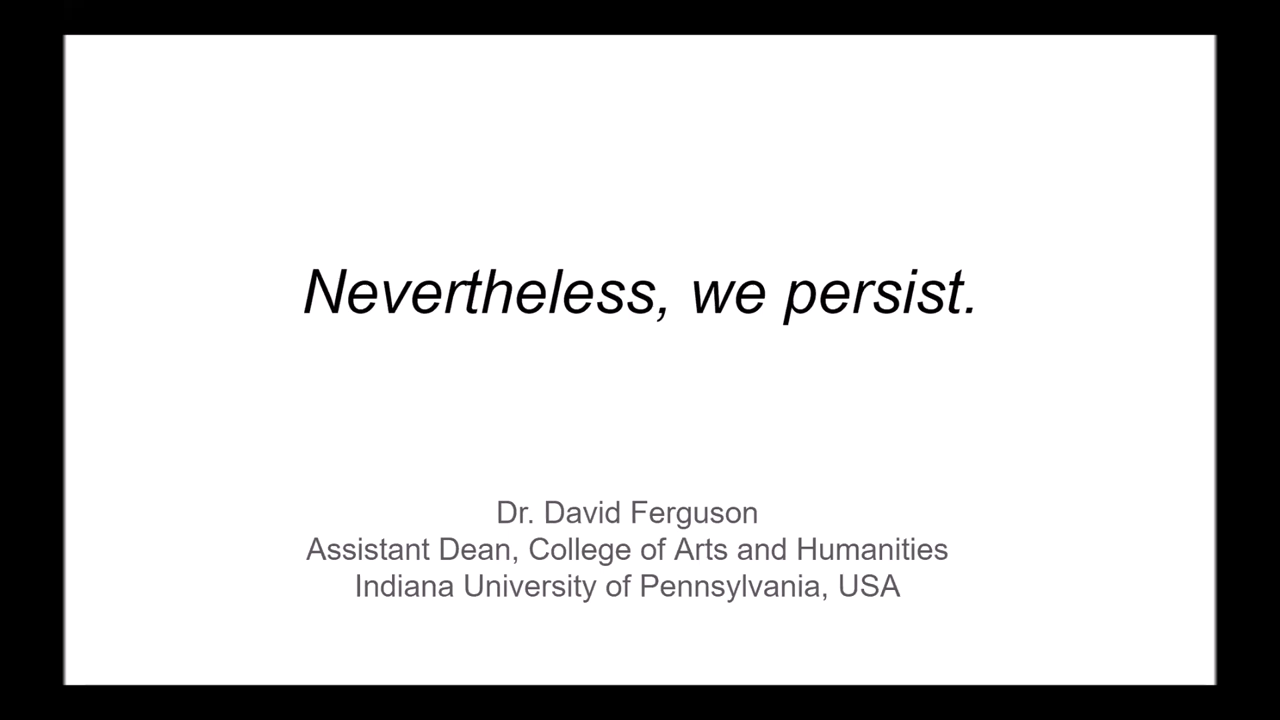 Nevertheless, we persist.
Dr. David Ferguson
Assistant Dean, College of Arts and Humanities
Indiana University of Pennsylvania, USA